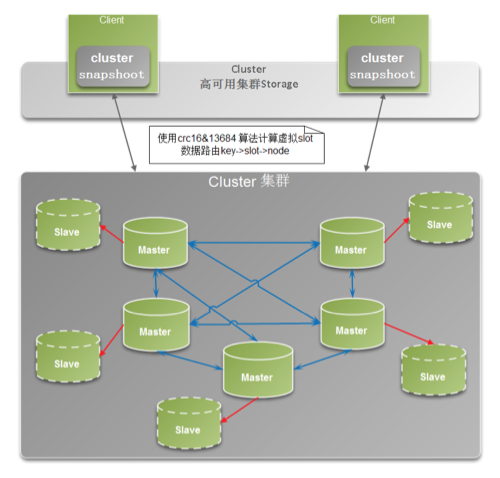 Client
Client
cluster
snapshoot
cluster
snapshoot
Cluster
高可用集群Storage
使用crc16&13684 算法计算虚拟slot
数据路由key->slot->node
Cluster 集群
Slave
Slave
Master
Master
Master
Master
Slave
Master
Slave
Slave